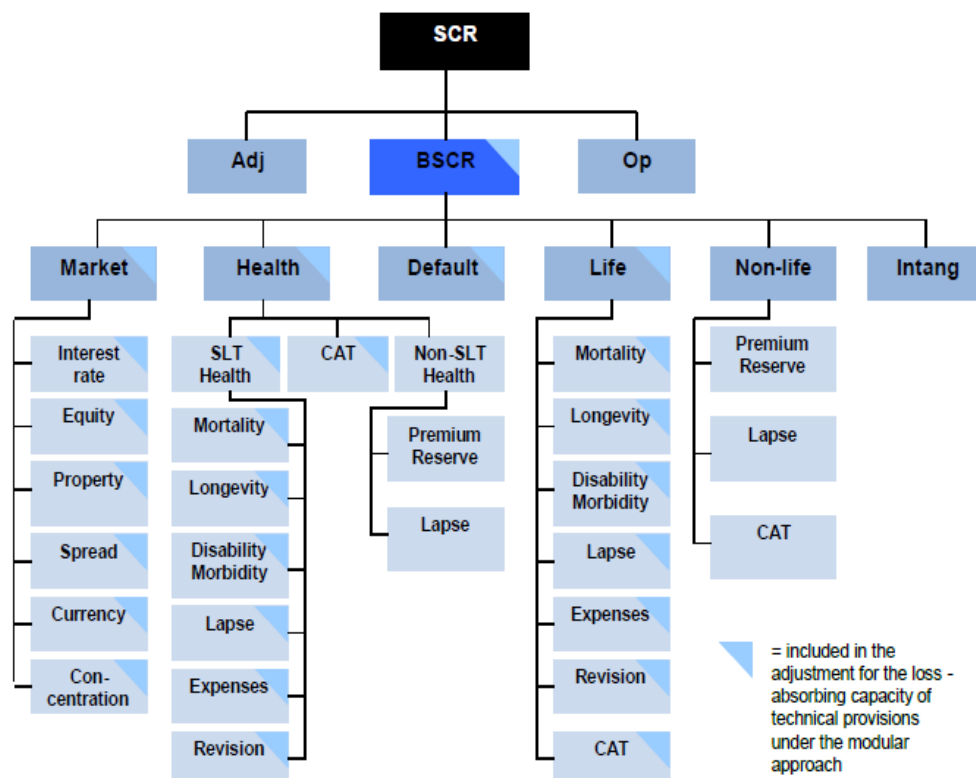 SCR
Adj
BSCR
Op
Market
Health
Default
Life
Non-life
Intang
Interest
rate
Equity
Property
Spread
Currency
Con-
centration
SLT
Health
CAT
Non-SLT
Health
Mortality
Longevity
Disability
Morbidity
Lapse
Expenses
Revision
Premium
Reserve
Lapse
Mortality
Longevity
Disability
Morbidity
Lapse
Expenses
Revision
CAT
Premium
Reserve
Lapse
CAT
= included in the
adjustment for the loss -
absorbing capacity of
technical provisions
under the modular
approach